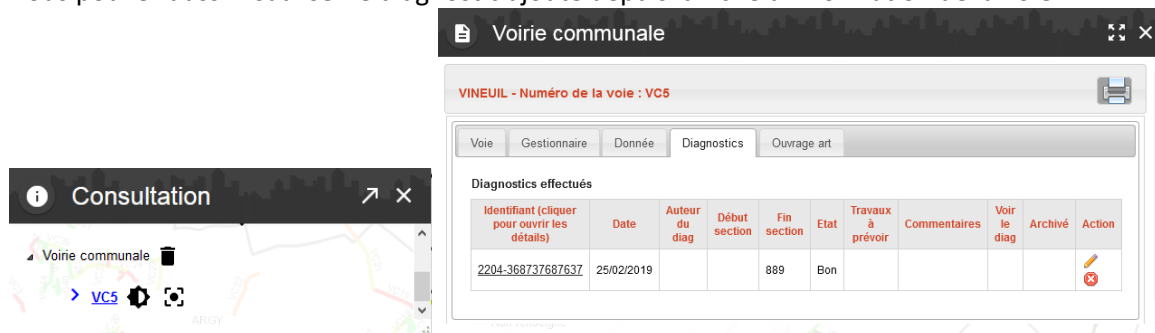 Voirie communale
VINEUIL - Numéro de la voie : VC5
Voie Gestionnaire Donnée Diagnostics Ouvrage art
Diagnostics effectués
Identifiant (cliquer pour ouvrir les détails) Date Auteur du diag Début section Fin section Etat Travaux à prévoir Commentaires Voir le diag Archivé Action
2204-368737687637 25/02/2019 889 Bon
Consultation
Voirie communale
VC5
ARGY